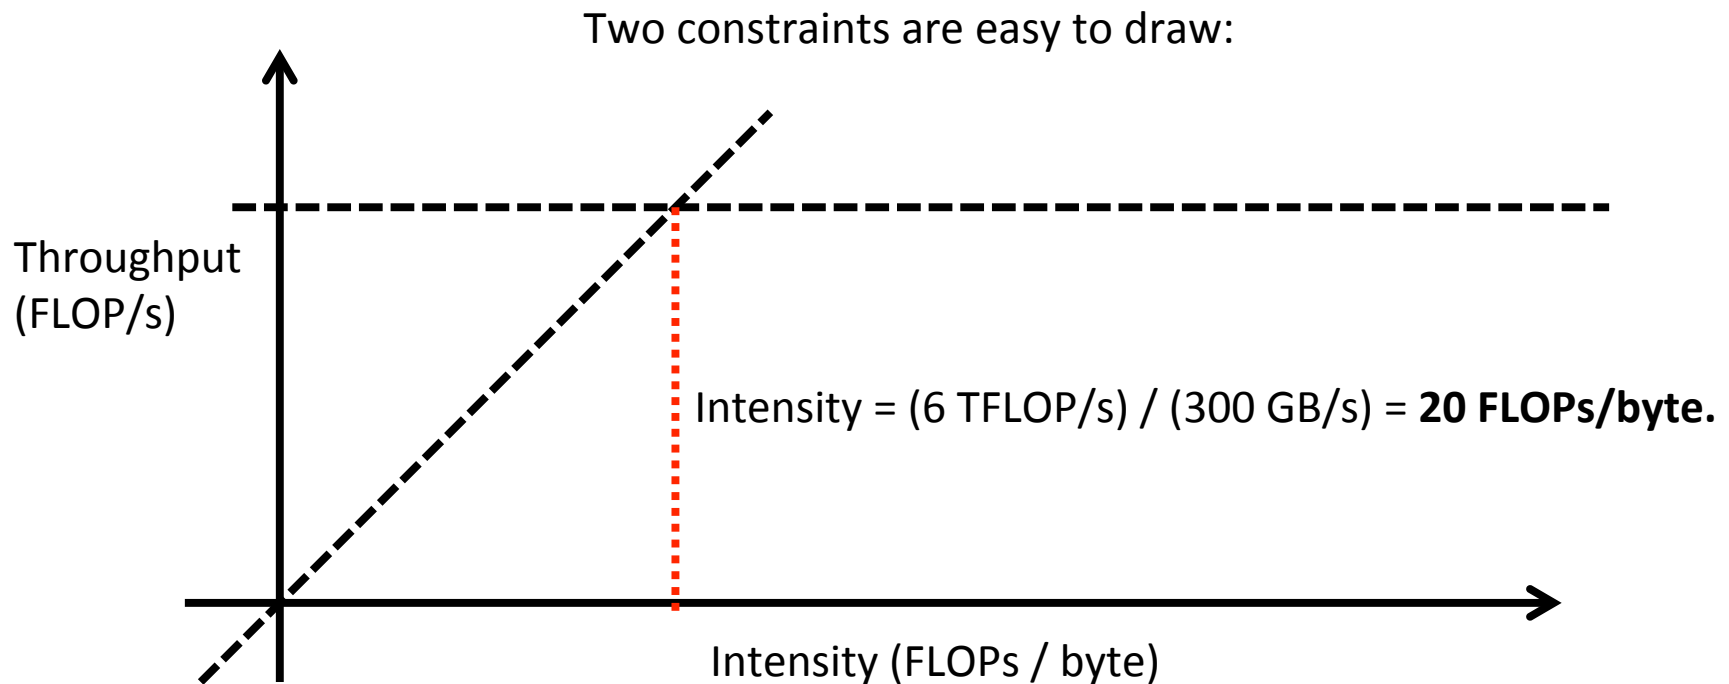 Two constraints are easy to draw:
Throughput
(FLOP/s)
Intensity = (6 TFLOP/s) / (300 GB/s) = 20 FLOPs/byte.
Intensity (FLOPs / byte)